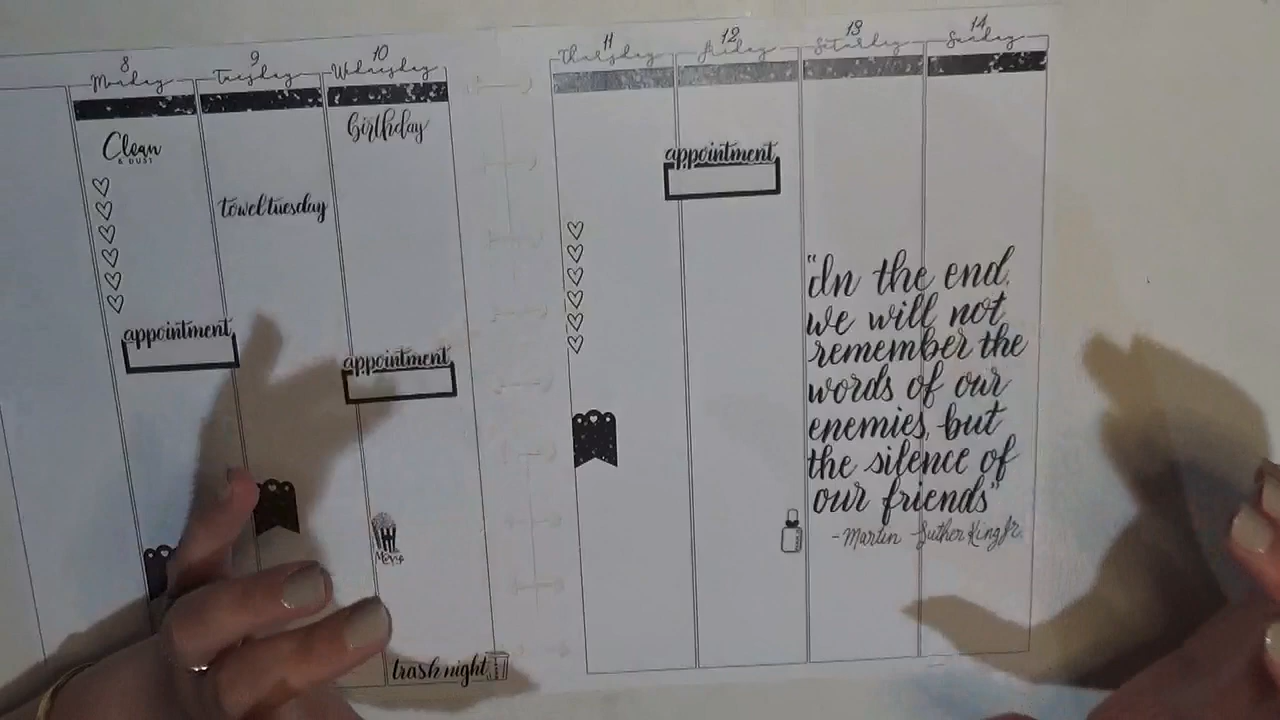 8
Monday
9
Tuesday
10
Wednesday
11
Thursday
12
Friday
13
Saturday
14
Sunday
Clean
& DUST
appointment
towel tuesday
birthday
appointment
Movie
trash night
appointment
"In the end,
we will not
remember the
words of our
enemies, but
the silence of
our friends"
-Martin Luther King Jr.